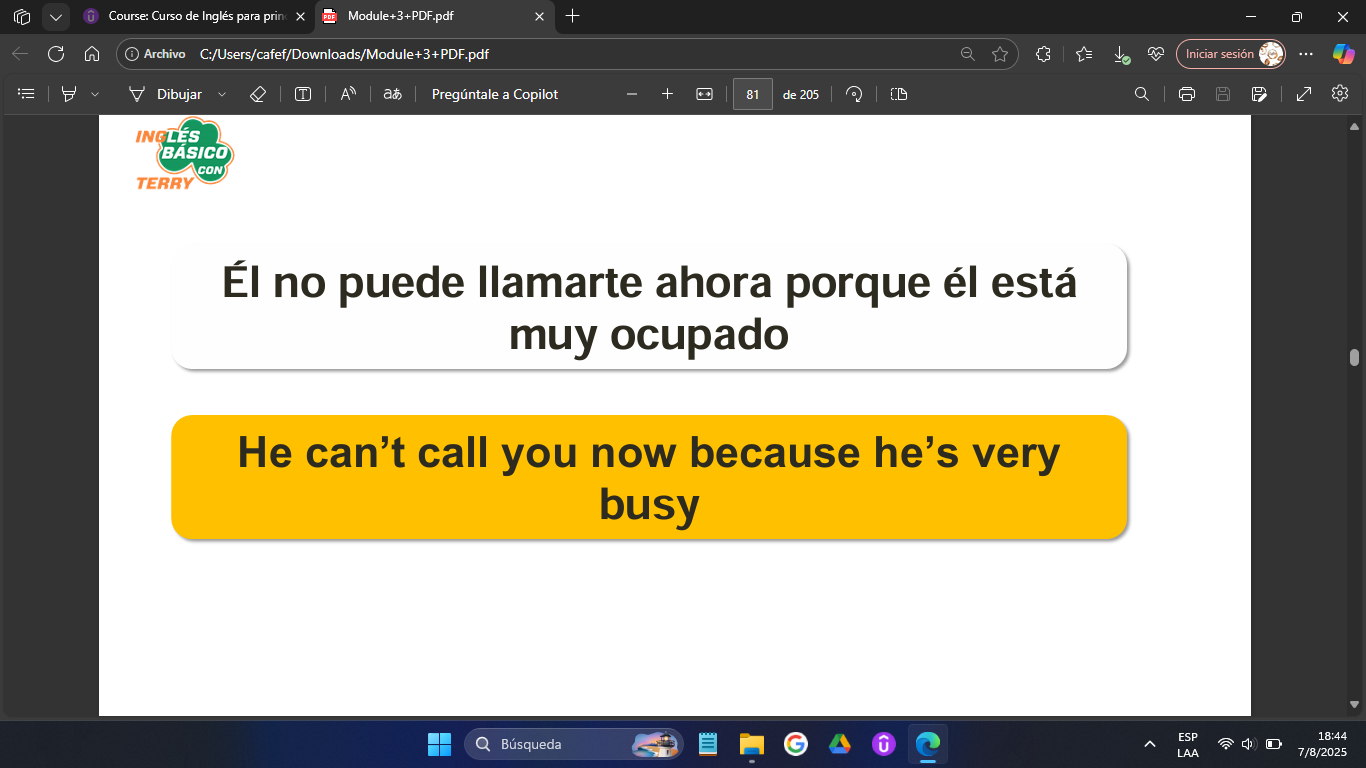 Course: Curso de Inglés para prin
Module+3+PDF.pdf
Archivo
C:/Users/cafef/Downloads/Module+3+PDF.pdf
Iniciar sesión
Dibujar
aあ
Pregúntale a Copilot
81
de 205
INGLÉS
BÁSICO
CON
TERRY
Él no puede llamarte ahora porque él está
muy ocupado
He can’t call you now because he’s very
busy
Búsqueda
ESP
LAA
18:44
7/8/2025